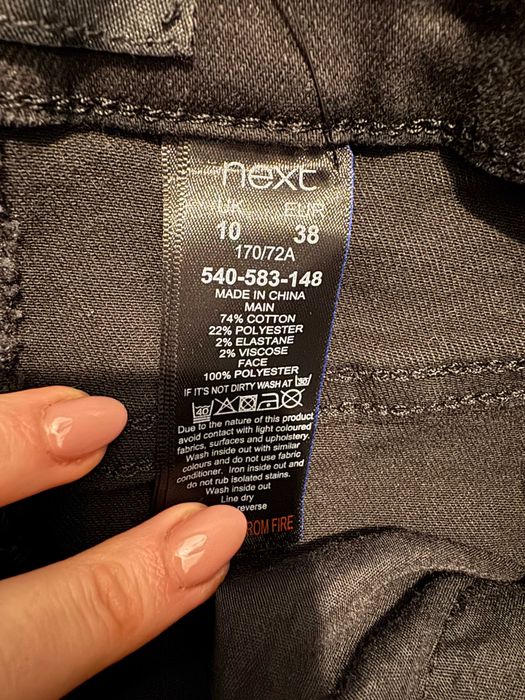 next
UK EUR
10 38
170/72A
540-583-148
MADE IN CHINA
MAIN
74% COTTON
22% POLYESTER
2% ELASTANE
2% VISCOSE
FACE
100% POLYESTER
IF IT'S NOT DIRTY WASH AT 30
40
Due to the nature of this product
avoid contact with light coloured
fabrics, surfaces and upholstery.
Wash inside out with similar
colours and do not use fabric
conditioner. Iron inside out and
do not rub isolated stains.
Wash inside out
Line dry
reverse
FROM FIRE